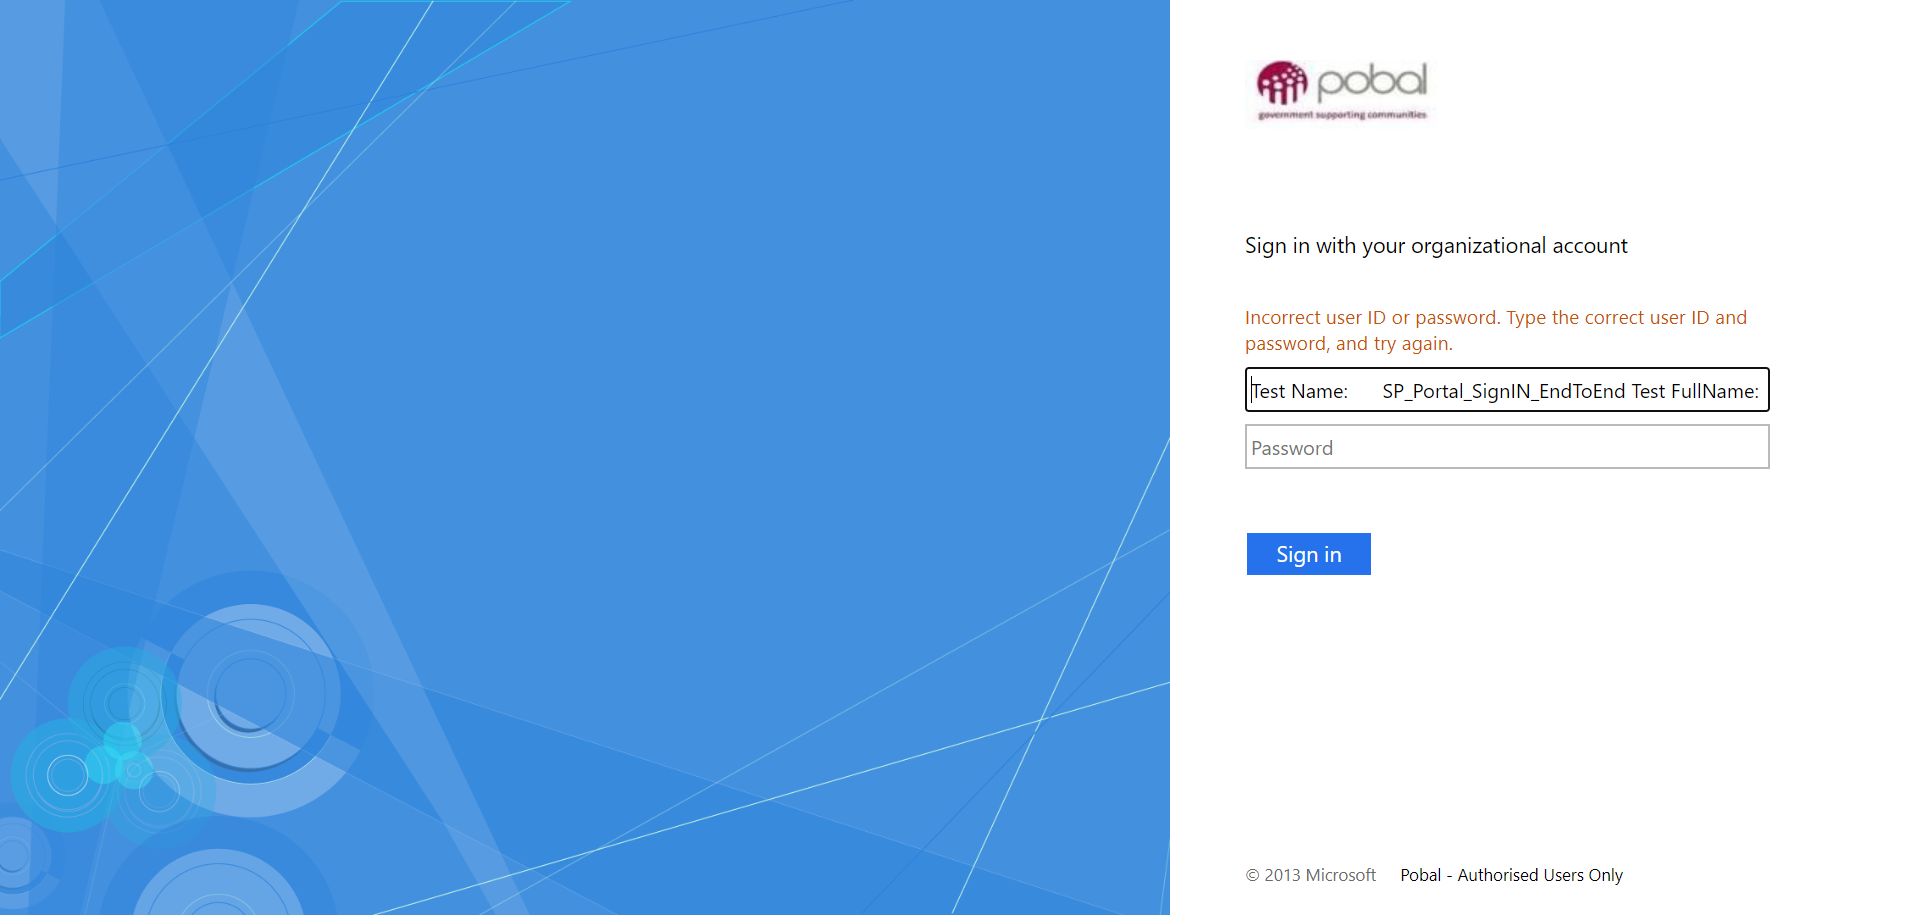 pobal
government supporting communities
Sign in with your organizational account
Incorrect user ID or password. Type the correct user ID and
password, and try again.
Test Name: SP_Portal_SignIN_EndToEnd Test FullName:
Password
Sign in
© 2013 Microsoft Pobal - Authorised Users Only